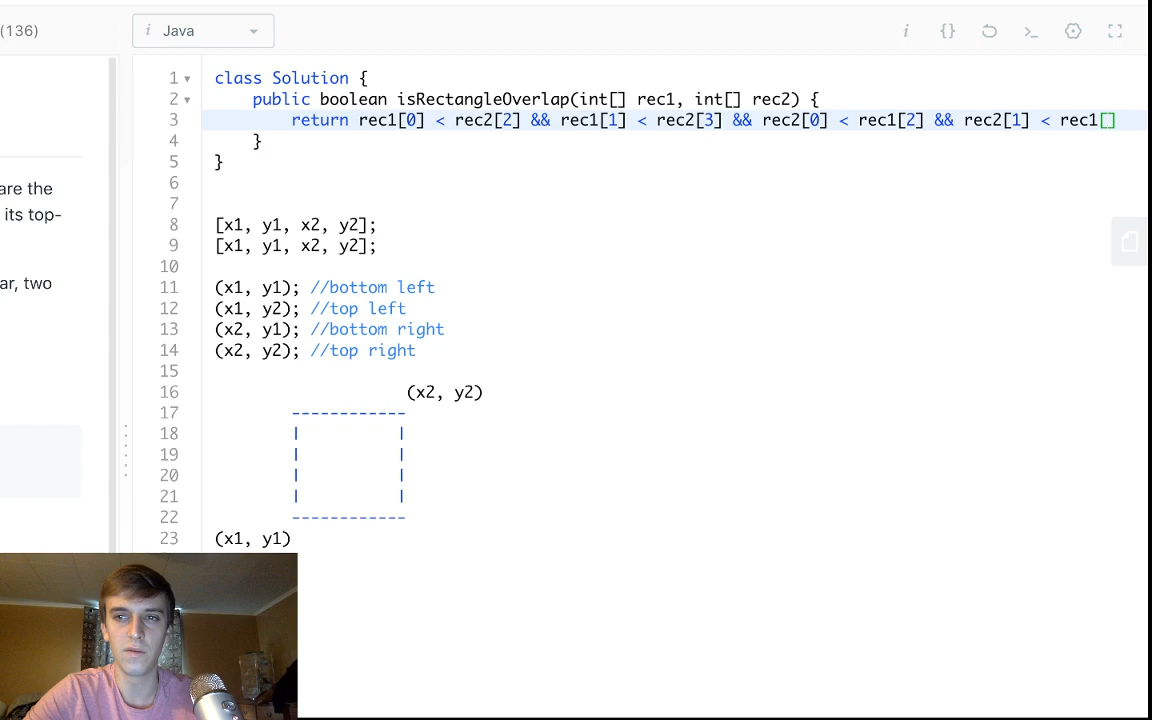 (136)
i Java
i {}
are the
its top-
ar, two
1 class Solution {
2 public boolean isRectangleOverlap(int[] rec1, int[] rec2) {
3 return rec1[0] < rec2[2] && rec1[1] < rec2[3] && rec2[0] < rec1[2] && rec2[1] < rec1[]
4 }
5 }
6
7
8 [x1, y1, x2, y2];
9 [x1, y1, x2, y2];
10
11 (x1, y1); //bottom left
12 (x1, y2); //top left
13 (x2, y1); //bottom right
14 (x2, y2); //top right
15
16 (x2, y2)
17 ------------
18 | |
19 | |
20 | |
21 | |
22 ------------
23 (x1, y1)